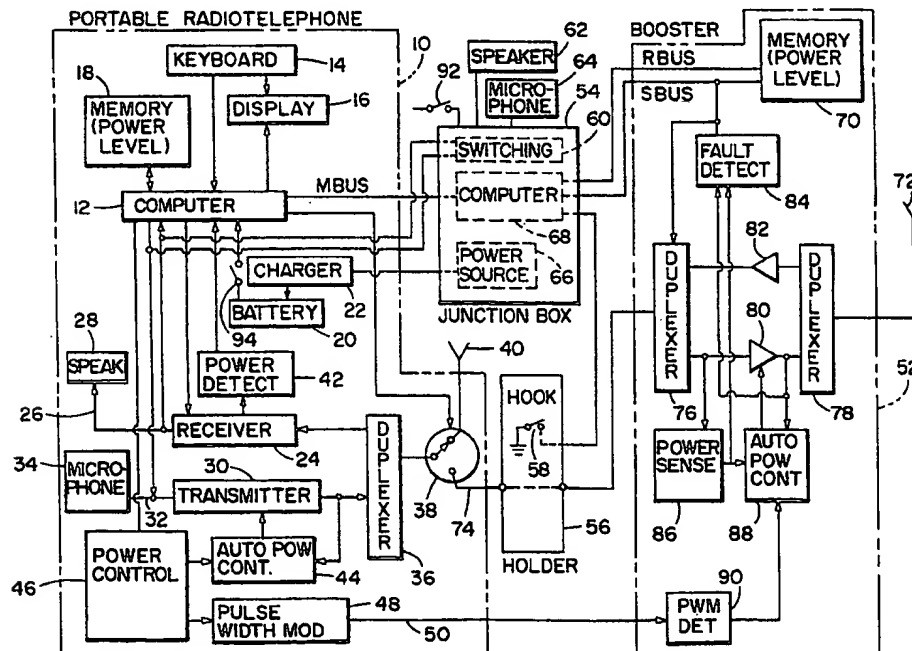 PORTABLE RADIOTELEPHONE
10
KEYBOARD
14
18
MEMORY
(POWER
LEVEL)
DISPLAY
16
12
COMPUTER
MBUS
CHARGER
22
BATTERY
20
94
28
SPEAK
26
POWER
DETECT
42
RECEIVER
24
34
MICRO-
PHONE
32
30
TRANSMITTER
DUPLEXER
36
38
40
74
46
POWER
CONTROL
AUTO POW
CONT.
44
PULSE
WIDTH MOD
48
50
92
SPEAKER
62
MICRO-
PHONE
64
54
SWITCHING
60
COMPUTER
68
POWER
SOURCE
66
JUNCTION BOX
HOOK
58
56
HOLDER
BOOSTER
RBUS
SBUS
MEMORY
(POWER
LEVEL)
70
FAULT
DETECT
84
72
82
80
DUPLEXER
76
DUPLEXER
78
52
POWER
SENSE
86
AUTO
POW
CONT
88
PWM
DET
90